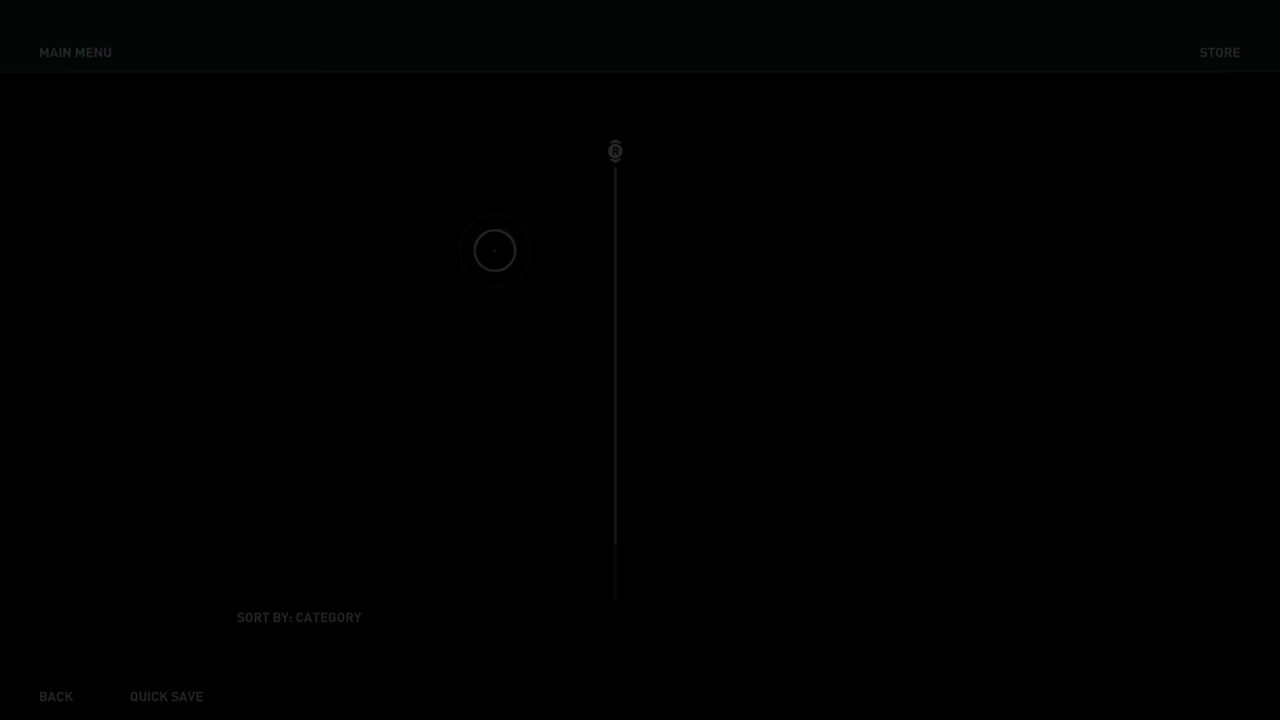 MAIN MENU
STORE
R
SORT BY: CATEGORY
BACK
QUICK SAVE